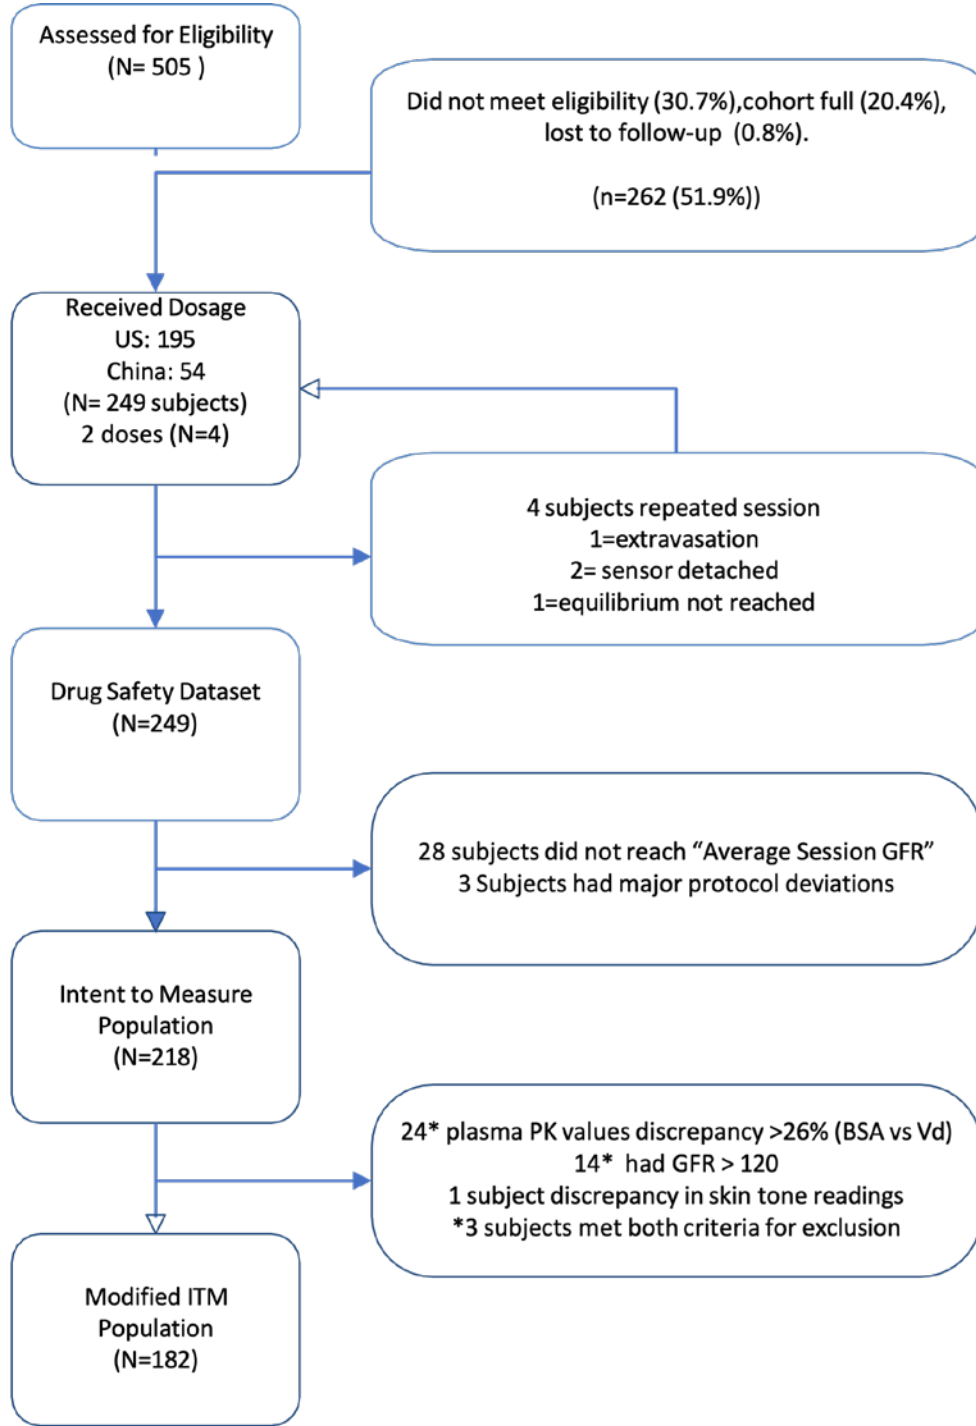 Assessed for Eligibility
(N= 505 )
Did not meet eligibility (30.7%),cohort full (20.4%),
lost to follow-up (0.8%).
(n=262 (51.9%))
Received Dosage
US: 195
China: 54
(N= 249 subjects)
2 doses (N=4)
4 subjects repeated session
1=extravasation
2= sensor detached
1=equilibrium not reached
Drug Safety Dataset
(N=249)
28 subjects did not reach “Average Session GFR”
3 Subjects had major protocol deviations
Intent to Measure
Population
(N=218)
24* plasma PK values discrepancy >26% (BSA vs Vd)
14* had GFR > 120
1 subject discrepancy in skin tone readings
*3 subjects met both criteria for exclusion
Modified ITM
Population
(N=182)